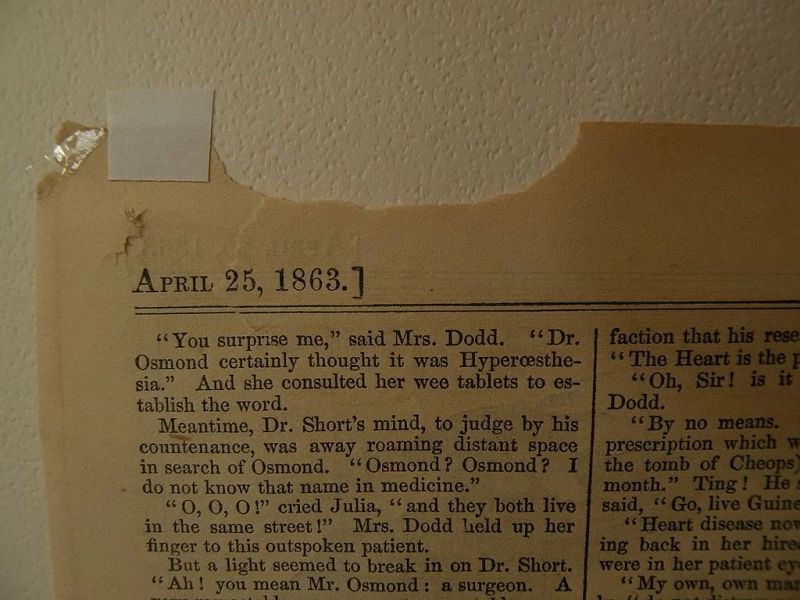 APRIL 25, 1863.]
“You surprise me,” said Mrs. Dodd. “Dr.
Osmond certainly thought it was Hyperœsthe-
sia.” And she consulted her wee tablets to es-
tablish the word.
Meantime, Dr. Short’s mind, to judge by his
countenance, was away roaming distant space
in search of Osmond. “Osmond? Osmond? I
do not know that name in medicine.”
“O, O, O!” cried Julia, “and they both live
in the same street!” Mrs. Dodd held up her
finger to this outspoken patient.
But a light seemed to break in on Dr. Short.
“Ah! you mean Mr. Osmond: a surgeon. A
faction that his rese
“The Heart is the p
“Oh, Sir! is it
Dodd.
“By no means.
prescription which w
the tomb of Cheops)
month.” Ting! He
said, “Go, live Guine
“Heart disease now
ing back in her hire
were in her patient ey
“My own, own man